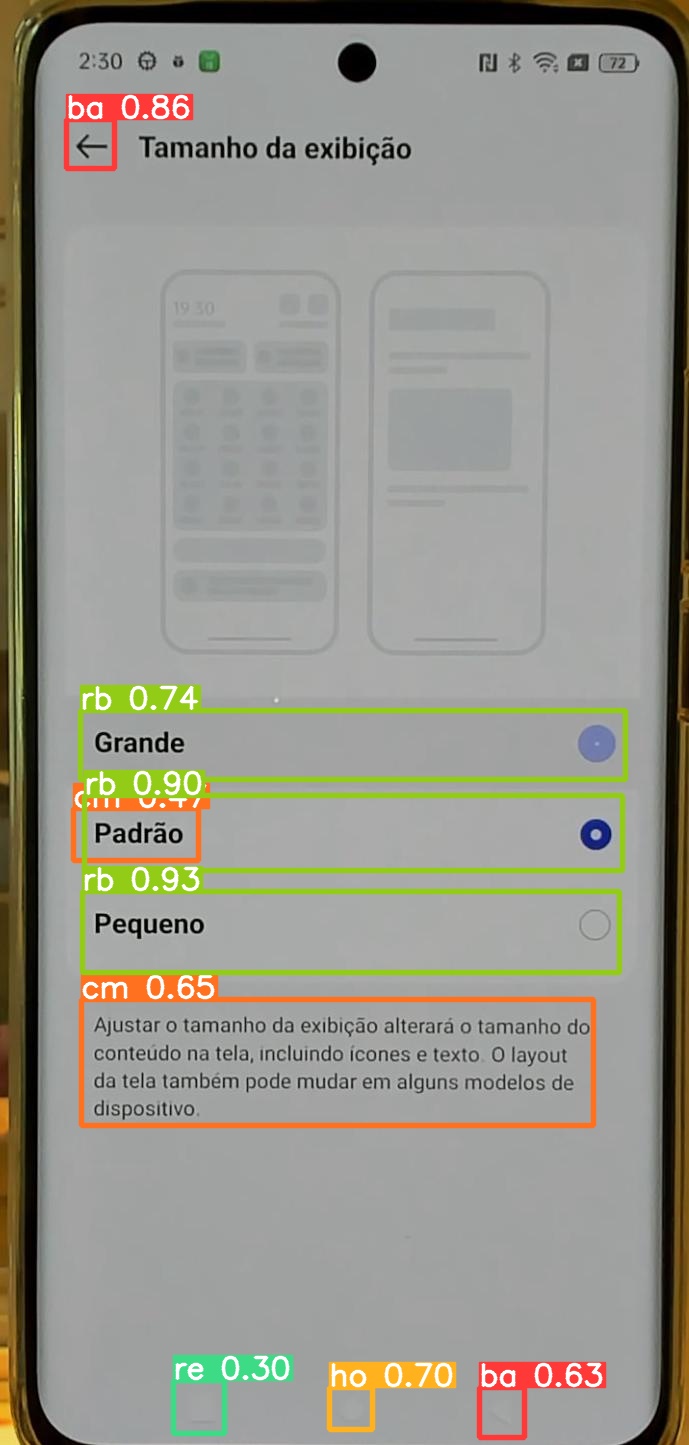 2:30 72
ba 0.86
Tamanho da exibição
19:30
rb 0.74
Grande
rb 0.90
cm 0.47
Padrão
rb 0.93
Pequeno
cm 0.65
Ajustar o tamanho da exibição alterará o tamanho do
conteúdo na tela, incluindo ícones e texto. O layout
da tela também pode mudar em alguns modelos de
dispositivo.
re 0.30
ho 0.70
ba 0.63